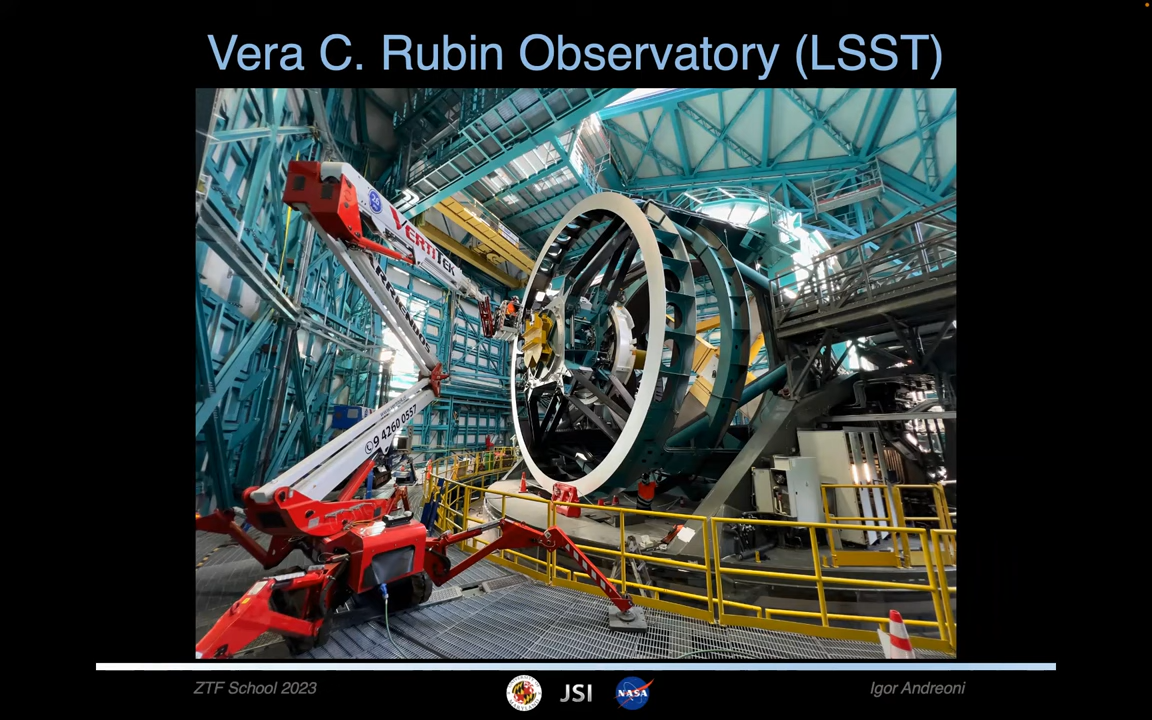 Vera C. Rubin Observatory (LSST)
VERTITEK
9 4260 0557
ZTF School 2023
JSI
NASA
Igor Andreoni